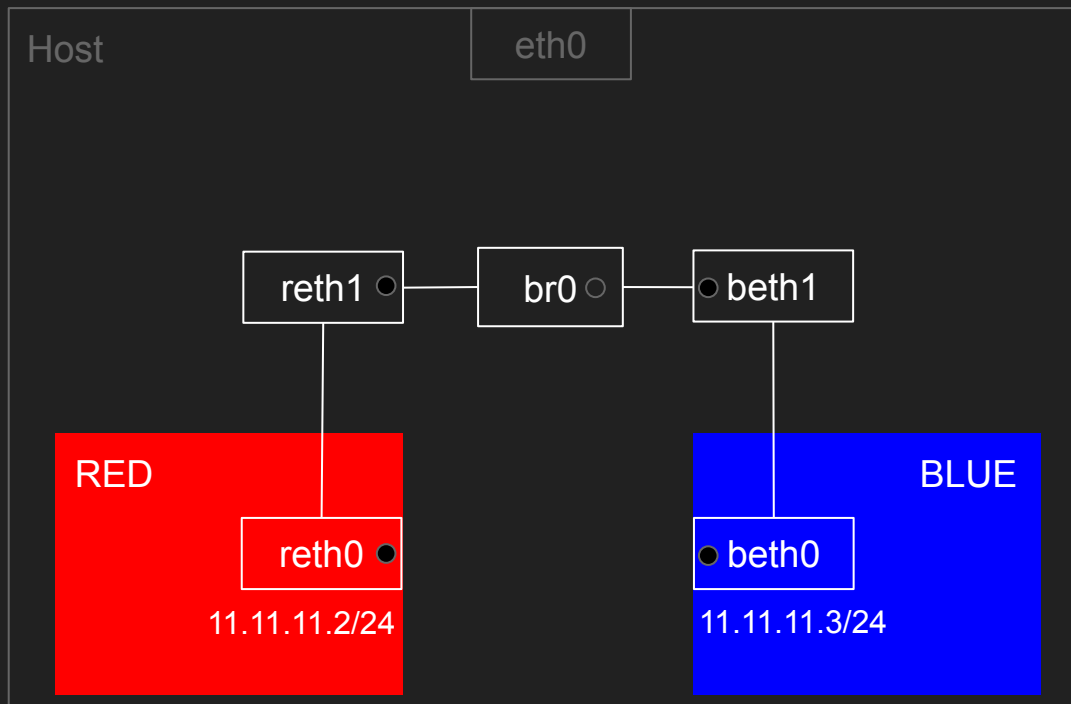 Host
eth0
reth1
br0
beth1
RED
BLUE
reth0
beth0
11.11.11.2/24
11.11.11.3/24